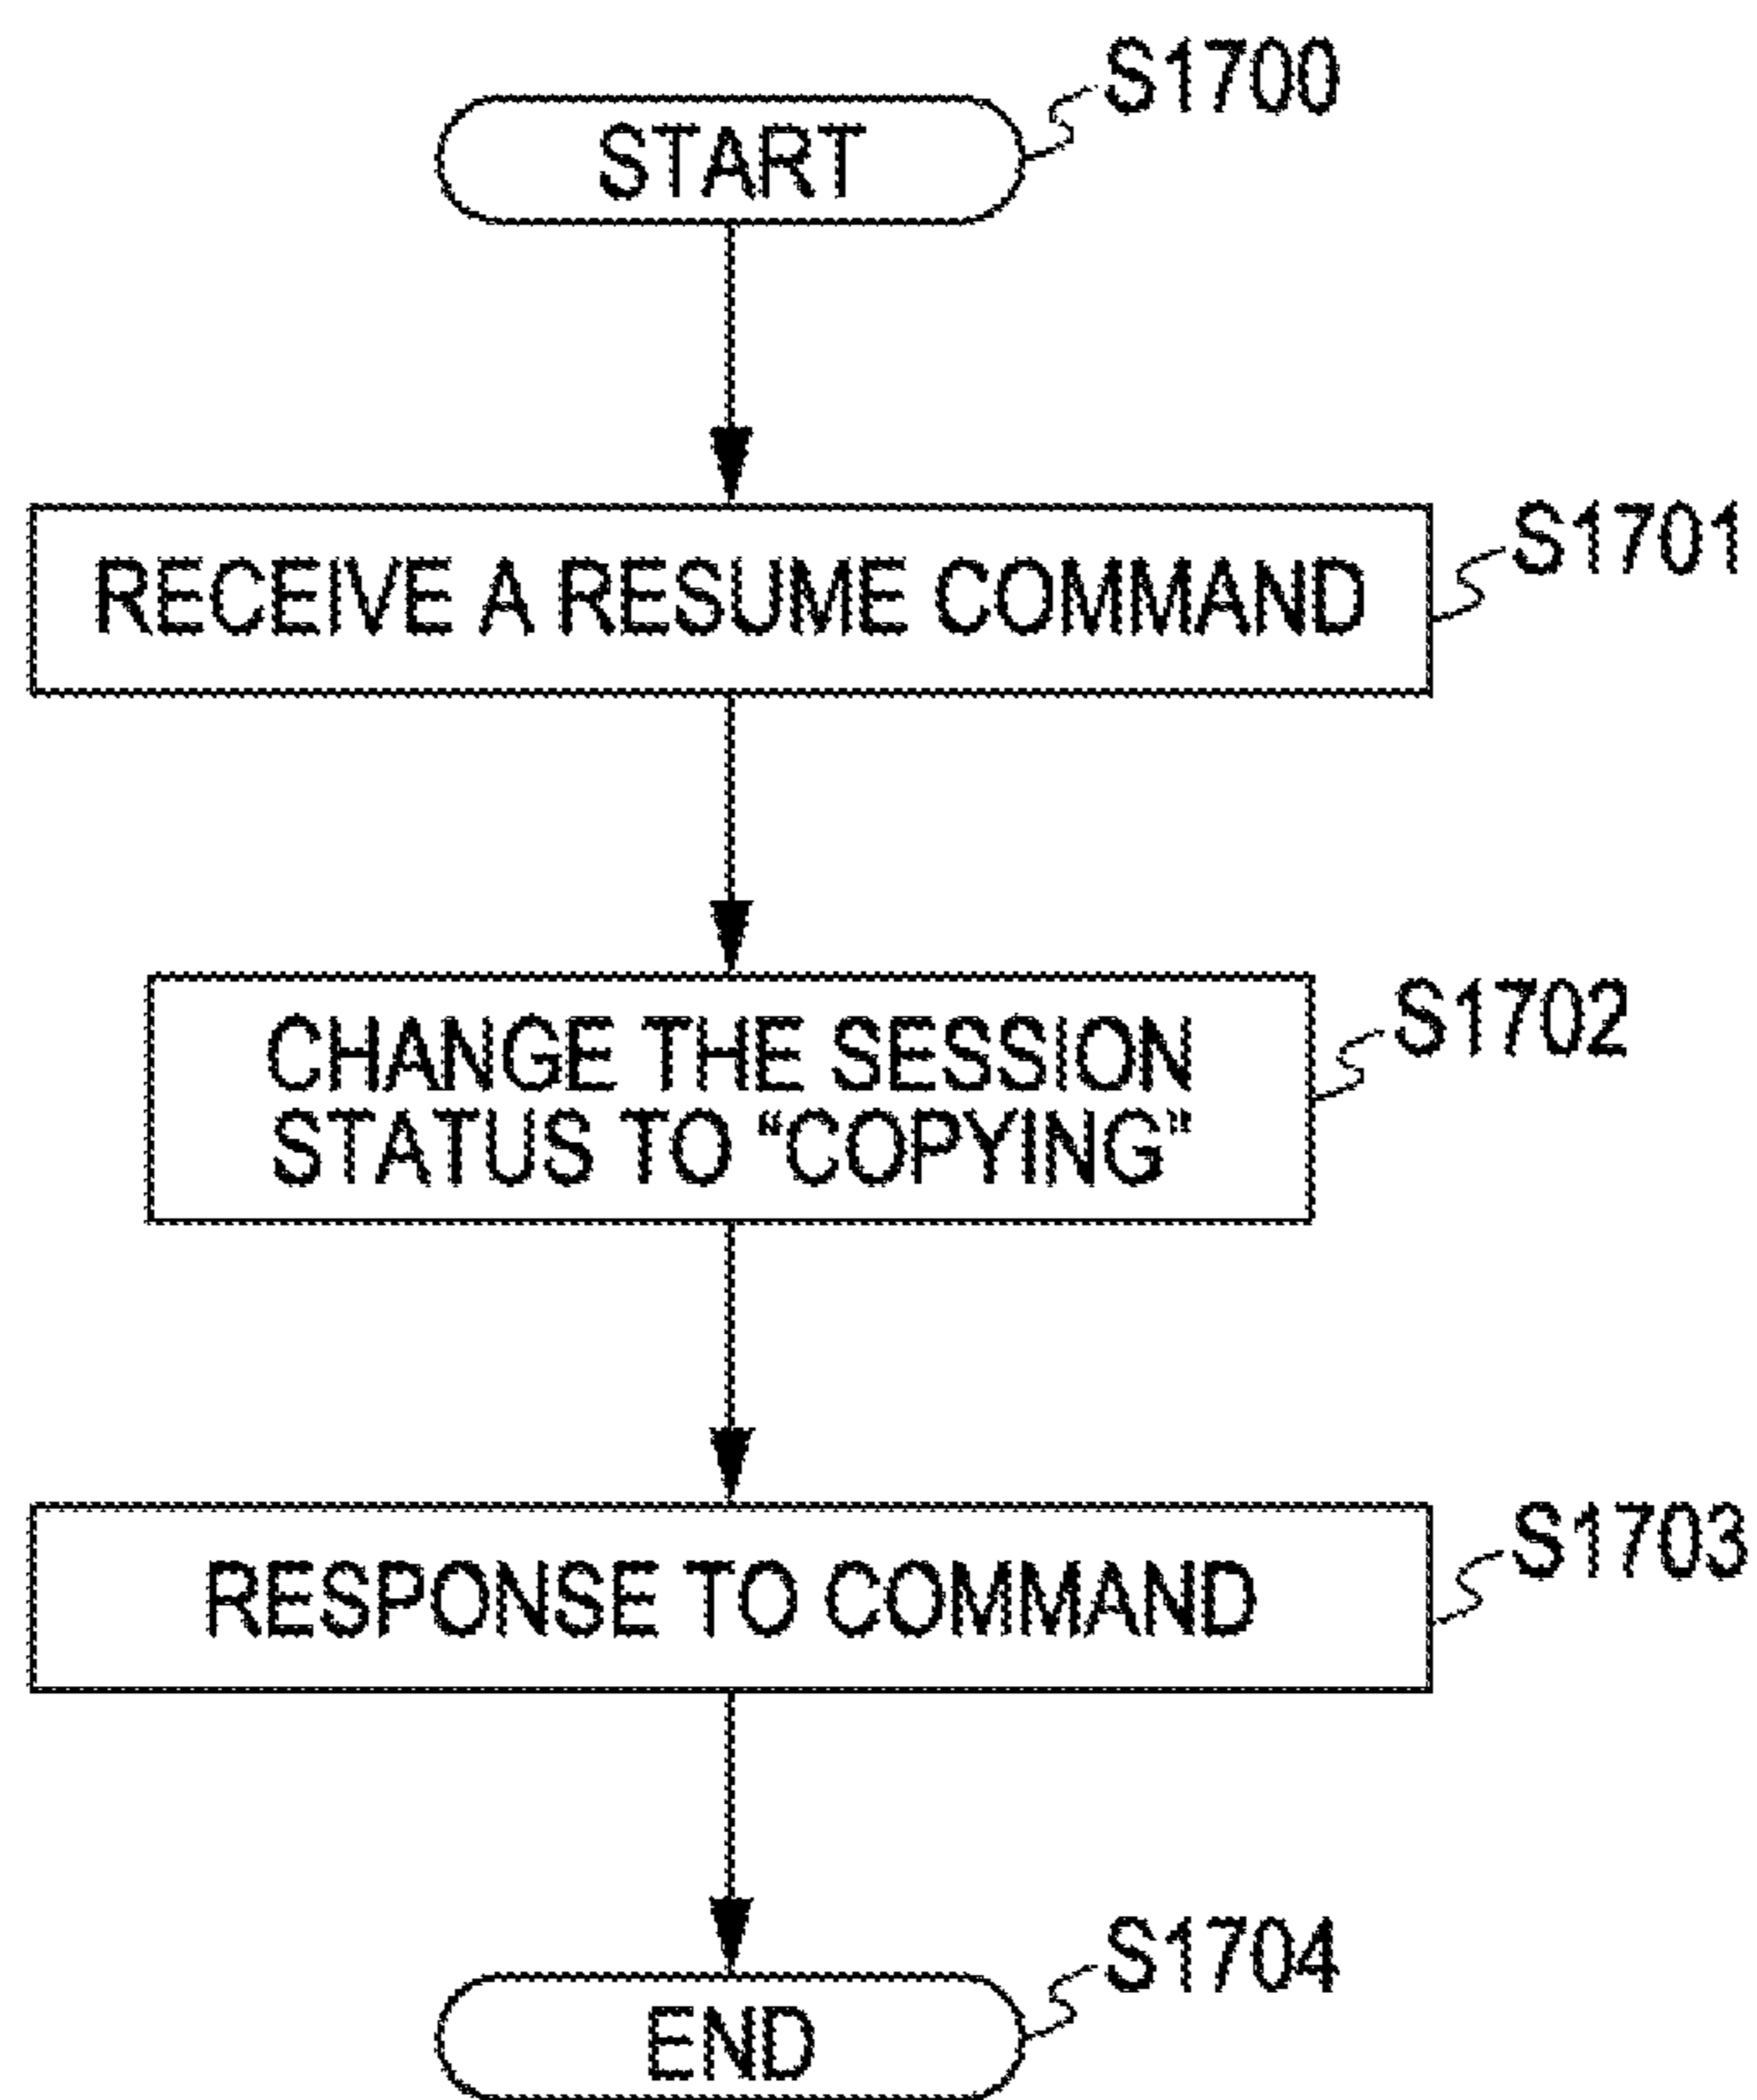 S1700
START
S1701
RECEIVE A RESUME COMMAND
S1702
CHANGE THE SESSION
STATUS TO “COPYING”
S1703
RESPONSE TO COMMAND
S1704
END